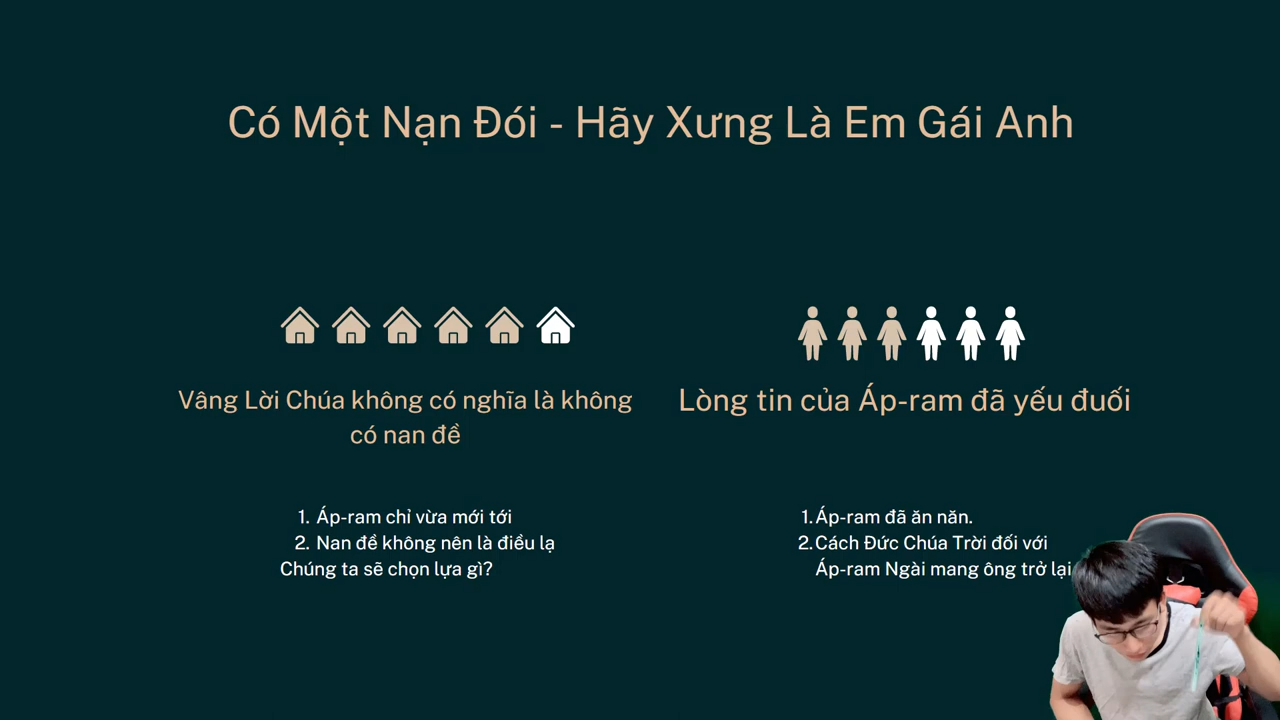 Có Một Nạn Đói - Hãy Xưng Là Em Gái Anh
Vâng Lời Chúa không có nghĩa là không
có nan đề
1. Áp-ram chỉ vừa mới tới
2. Nan đề không nên là điều lạ
Chúng ta sẽ chọn lựa gì?
Lòng tin của Áp-ram đã yếu đuối
1. Áp-ram đã ăn năn.
2. Cách Đức Chúa Trời đối với
Áp-ram Ngài mang ông trở lại